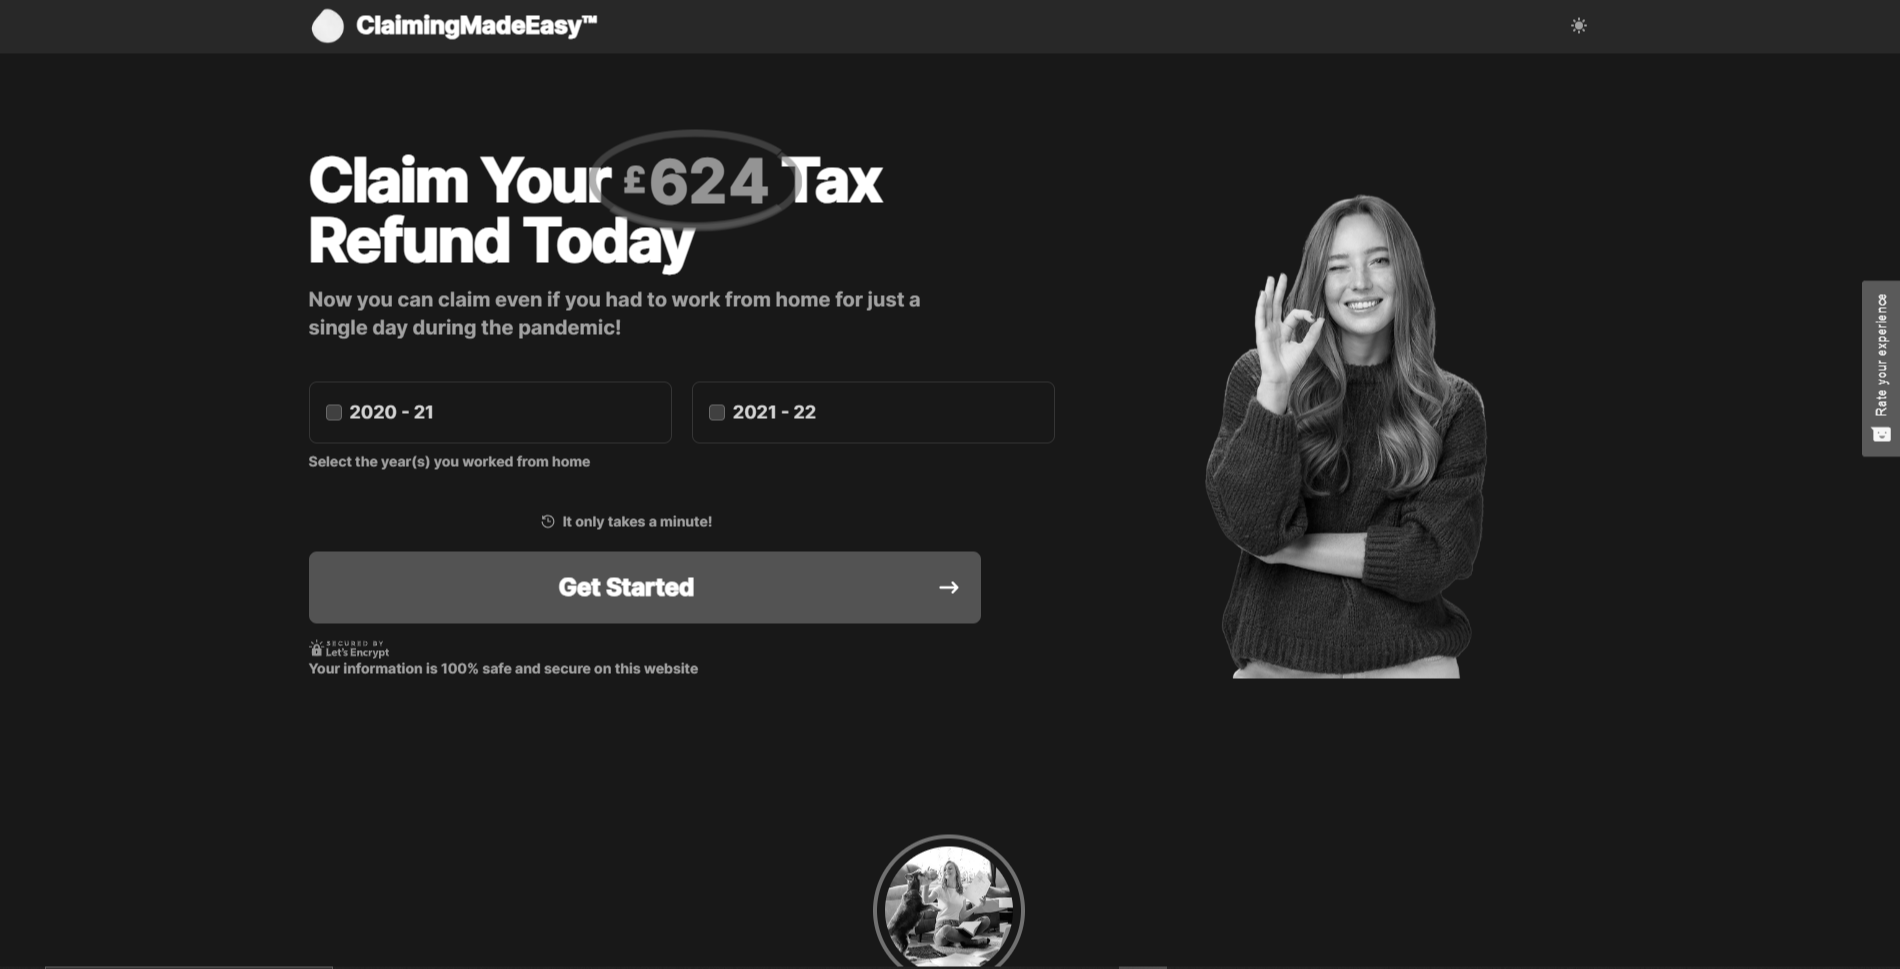 ClaimingMadeEasy™
Claim Your £624 Tax
Refund Today
Now you can claim even if you had to work from home for just a
single day during the pandemic!
2020 - 21
2021 - 22
Select the year(s) you worked from home
It only takes a minute!
Get Started
SECURED BY
Let's Encrypt
Your information is 100% safe and secure on this website
Rate your experience